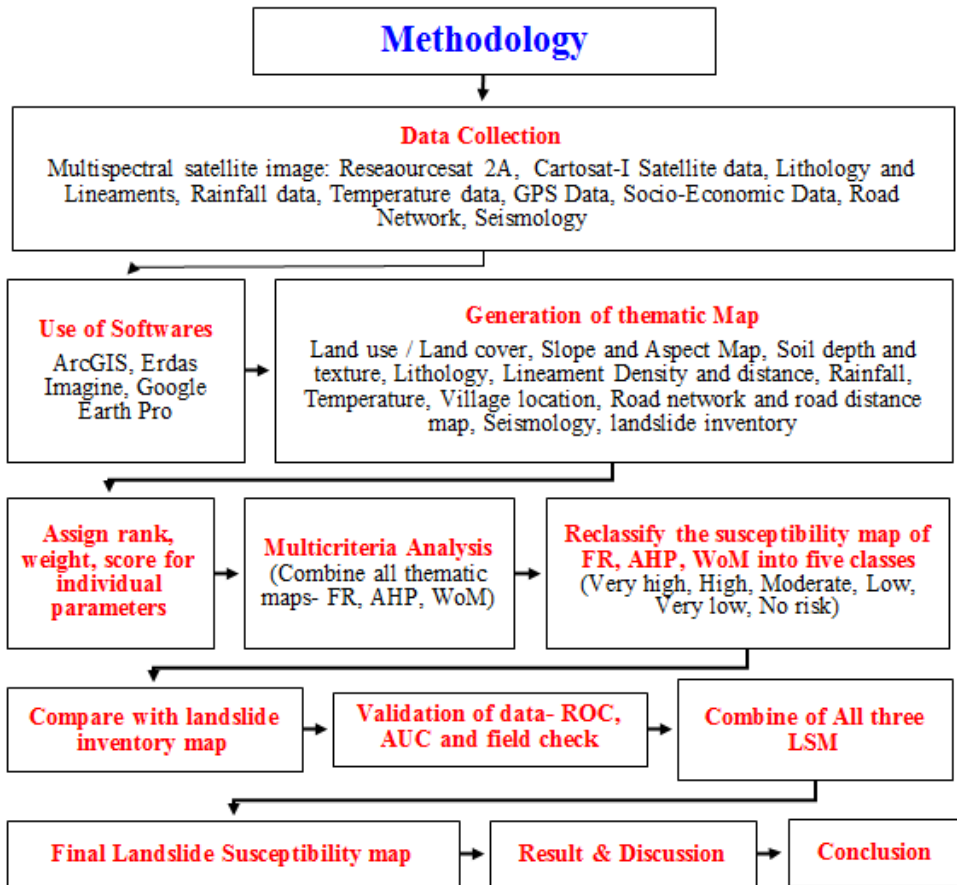 Methodology
Data Collection
Multispectral satellite image: Reseaourcesat 2A, Cartosat-I Satellite data, Lithology and
Lineaments, Rainfall data, Temperature data, GPS Data, Socio-Economic Data, Road
Network, Seismology
Use of Softwares
ArcGIS, Erdas
Imagine, Google
Earth Pro
Generation of thematic Map
Land use / Land cover, Slope and Aspect Map, Soil depth and
texture, Lithology, Lineament Density and distance, Rainfall,
Temperature, Village location, Road network and road distance
map, Seismology, landslide inventory
Assign rank,
weight, score for
individual
parameters
Multicriteria Analysis
(Combine all thematic
maps- FR, AHP, WoM)
Reclassify the susceptibility map of
FR, AHP, WoM into five classes
(Very high, High, Moderate, Low,
Very low, No risk)
Compare with landslide
inventory map
Validation of data- ROC,
AUC and field check
Combine of All three
LSM
Final Landslide Susceptibility map
Result & Discussion
Conclusion